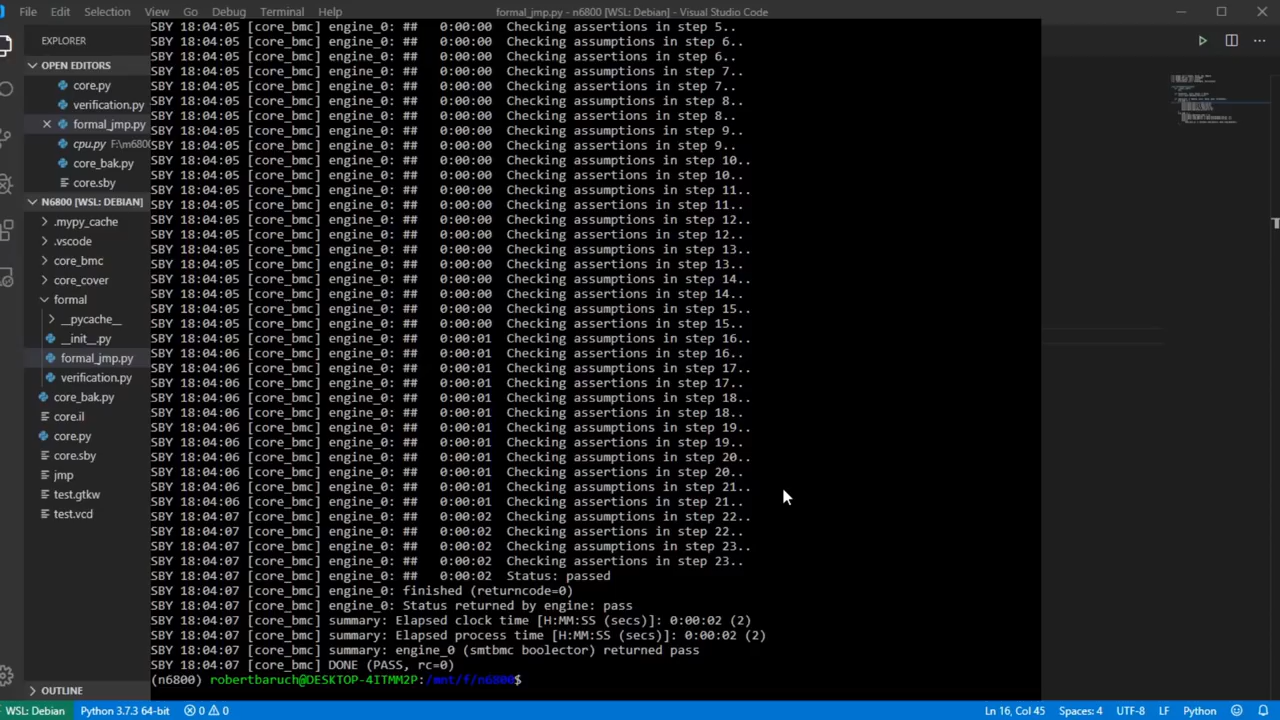 File Edit Selection View Go Debug Terminal Help formal_jmp.py - n6800 [WSL: Debian] - Visual Studio Code
EXPLORER
OPEN EDITORS
core.py
verification.py
formal_jmp.py
cpu.py F:\m6800
core_bak.py
core.sby
N6800 [WSL: DEBIAN]
.mypy_cache
.vscode
core_bmc
core_cover
formal
__pycache__
__init__.py
formal_jmp.py
verification.py
core_bak.py
core.il
core.py
core.sby
jmp
test.gtkw
test.vcd
OUTLINE
SBY 18:04:05 [core_bmc] engine_0: ## 0:00:00 Checking assertions in step 5..
SBY 18:04:05 [core_bmc] engine_0: ## 0:00:00 Checking assumptions in step 6..
SBY 18:04:05 [core_bmc] engine_0: ## 0:00:00 Checking assertions in step 6..
SBY 18:04:05 [core_bmc] engine_0: ## 0:00:00 Checking assumptions in step 7..
SBY 18:04:05 [core_bmc] engine_0: ## 0:00:00 Checking assertions in step 7..
SBY 18:04:05 [core_bmc] engine_0: ## 0:00:00 Checking assumptions in step 8..
SBY 18:04:05 [core_bmc] engine_0: ## 0:00:00 Checking assertions in step 8..
SBY 18:04:05 [core_bmc] engine_0: ## 0:00:00 Checking assumptions in step 9..
SBY 18:04:05 [core_bmc] engine_0: ## 0:00:00 Checking assertions in step 9..
SBY 18:04:05 [core_bmc] engine_0: ## 0:00:00 Checking assumptions in step 10..
SBY 18:04:05 [core_bmc] engine_0: ## 0:00:00 Checking assertions in step 10..
SBY 18:04:05 [core_bmc] engine_0: ## 0:00:00 Checking assumptions in step 11..
SBY 18:04:05 [core_bmc] engine_0: ## 0:00:00 Checking assertions in step 11..
SBY 18:04:05 [core_bmc] engine_0: ## 0:00:00 Checking assumptions in step 12..
SBY 18:04:05 [core_bmc] engine_0: ## 0:00:00 Checking assertions in step 12..
SBY 18:04:05 [core_bmc] engine_0: ## 0:00:00 Checking assumptions in step 13..
SBY 18:04:05 [core_bmc] engine_0: ## 0:00:00 Checking assertions in step 13..
SBY 18:04:05 [core_bmc] engine_0: ## 0:00:00 Checking assumptions in step 14..
SBY 18:04:05 [core_bmc] engine_0: ## 0:00:00 Checking assertions in step 14..
SBY 18:04:05 [core_bmc] engine_0: ## 0:00:00 Checking assumptions in step 15..
SBY 18:04:05 [core_bmc] engine_0: ## 0:00:00 Checking assertions in step 15..
SBY 18:04:05 [core_bmc] engine_0: ## 0:00:01 Checking assumptions in step 16..
SBY 18:04:06 [core_bmc] engine_0: ## 0:00:01 Checking assertions in step 16..
SBY 18:04:06 [core_bmc] engine_0: ## 0:00:01 Checking assumptions in step 17..
SBY 18:04:06 [core_bmc] engine_0: ## 0:00:01 Checking assertions in step 17..
SBY 18:04:06 [core_bmc] engine_0: ## 0:00:01 Checking assumptions in step 18..
SBY 18:04:06 [core_bmc] engine_0: ## 0:00:01 Checking assertions in step 18..
SBY 18:04:06 [core_bmc] engine_0: ## 0:00:01 Checking assumptions in step 19..
SBY 18:04:06 [core_bmc] engine_0: ## 0:00:01 Checking assertions in step 19..
SBY 18:04:06 [core_bmc] engine_0: ## 0:00:01 Checking assumptions in step 20..
SBY 18:04:06 [core_bmc] engine_0: ## 0:00:01 Checking assertions in step 20..
SBY 18:04:06 [core_bmc] engine_0: ## 0:00:01 Checking assumptions in step 21..
SBY 18:04:06 [core_bmc] engine_0: ## 0:00:01 Checking assertions in step 21..
SBY 18:04:07 [core_bmc] engine_0: ## 0:00:02 Checking assumptions in step 22..
SBY 18:04:07 [core_bmc] engine_0: ## 0:00:02 Checking assertions in step 22..
SBY 18:04:07 [core_bmc] engine_0: ## 0:00:02 Checking assumptions in step 23..
SBY 18:04:07 [core_bmc] engine_0: ## 0:00:02 Checking assertions in step 23..
SBY 18:04:07 [core_bmc] engine_0: ## 0:00:02 Status: passed
SBY 18:04:07 [core_bmc] engine_0: finished (returncode=0)
SBY 18:04:07 [core_bmc] engine_0: Status returned by engine: pass
SBY 18:04:07 [core_bmc] summary: Elapsed clock time [H:MM:SS (secs)]: 0:00:02 (2)
SBY 18:04:07 [core_bmc] summary: Elapsed process time [H:MM:SS (secs)]: 0:00:02 (2)
SBY 18:04:07 [core_bmc] summary: engine_0 (smtbmc boolector) returned pass
SBY 18:04:07 [core_bmc] DONE (PASS, rc=0)
(n6800) robertbaruch@DESKTOP-4ITMM2P:/mnt/f/n6800$
WSL: Debian Python 3.7.3 64-bit 0 0 Ln 16, Col 45 Spaces: 4 UTF-8 LF Python